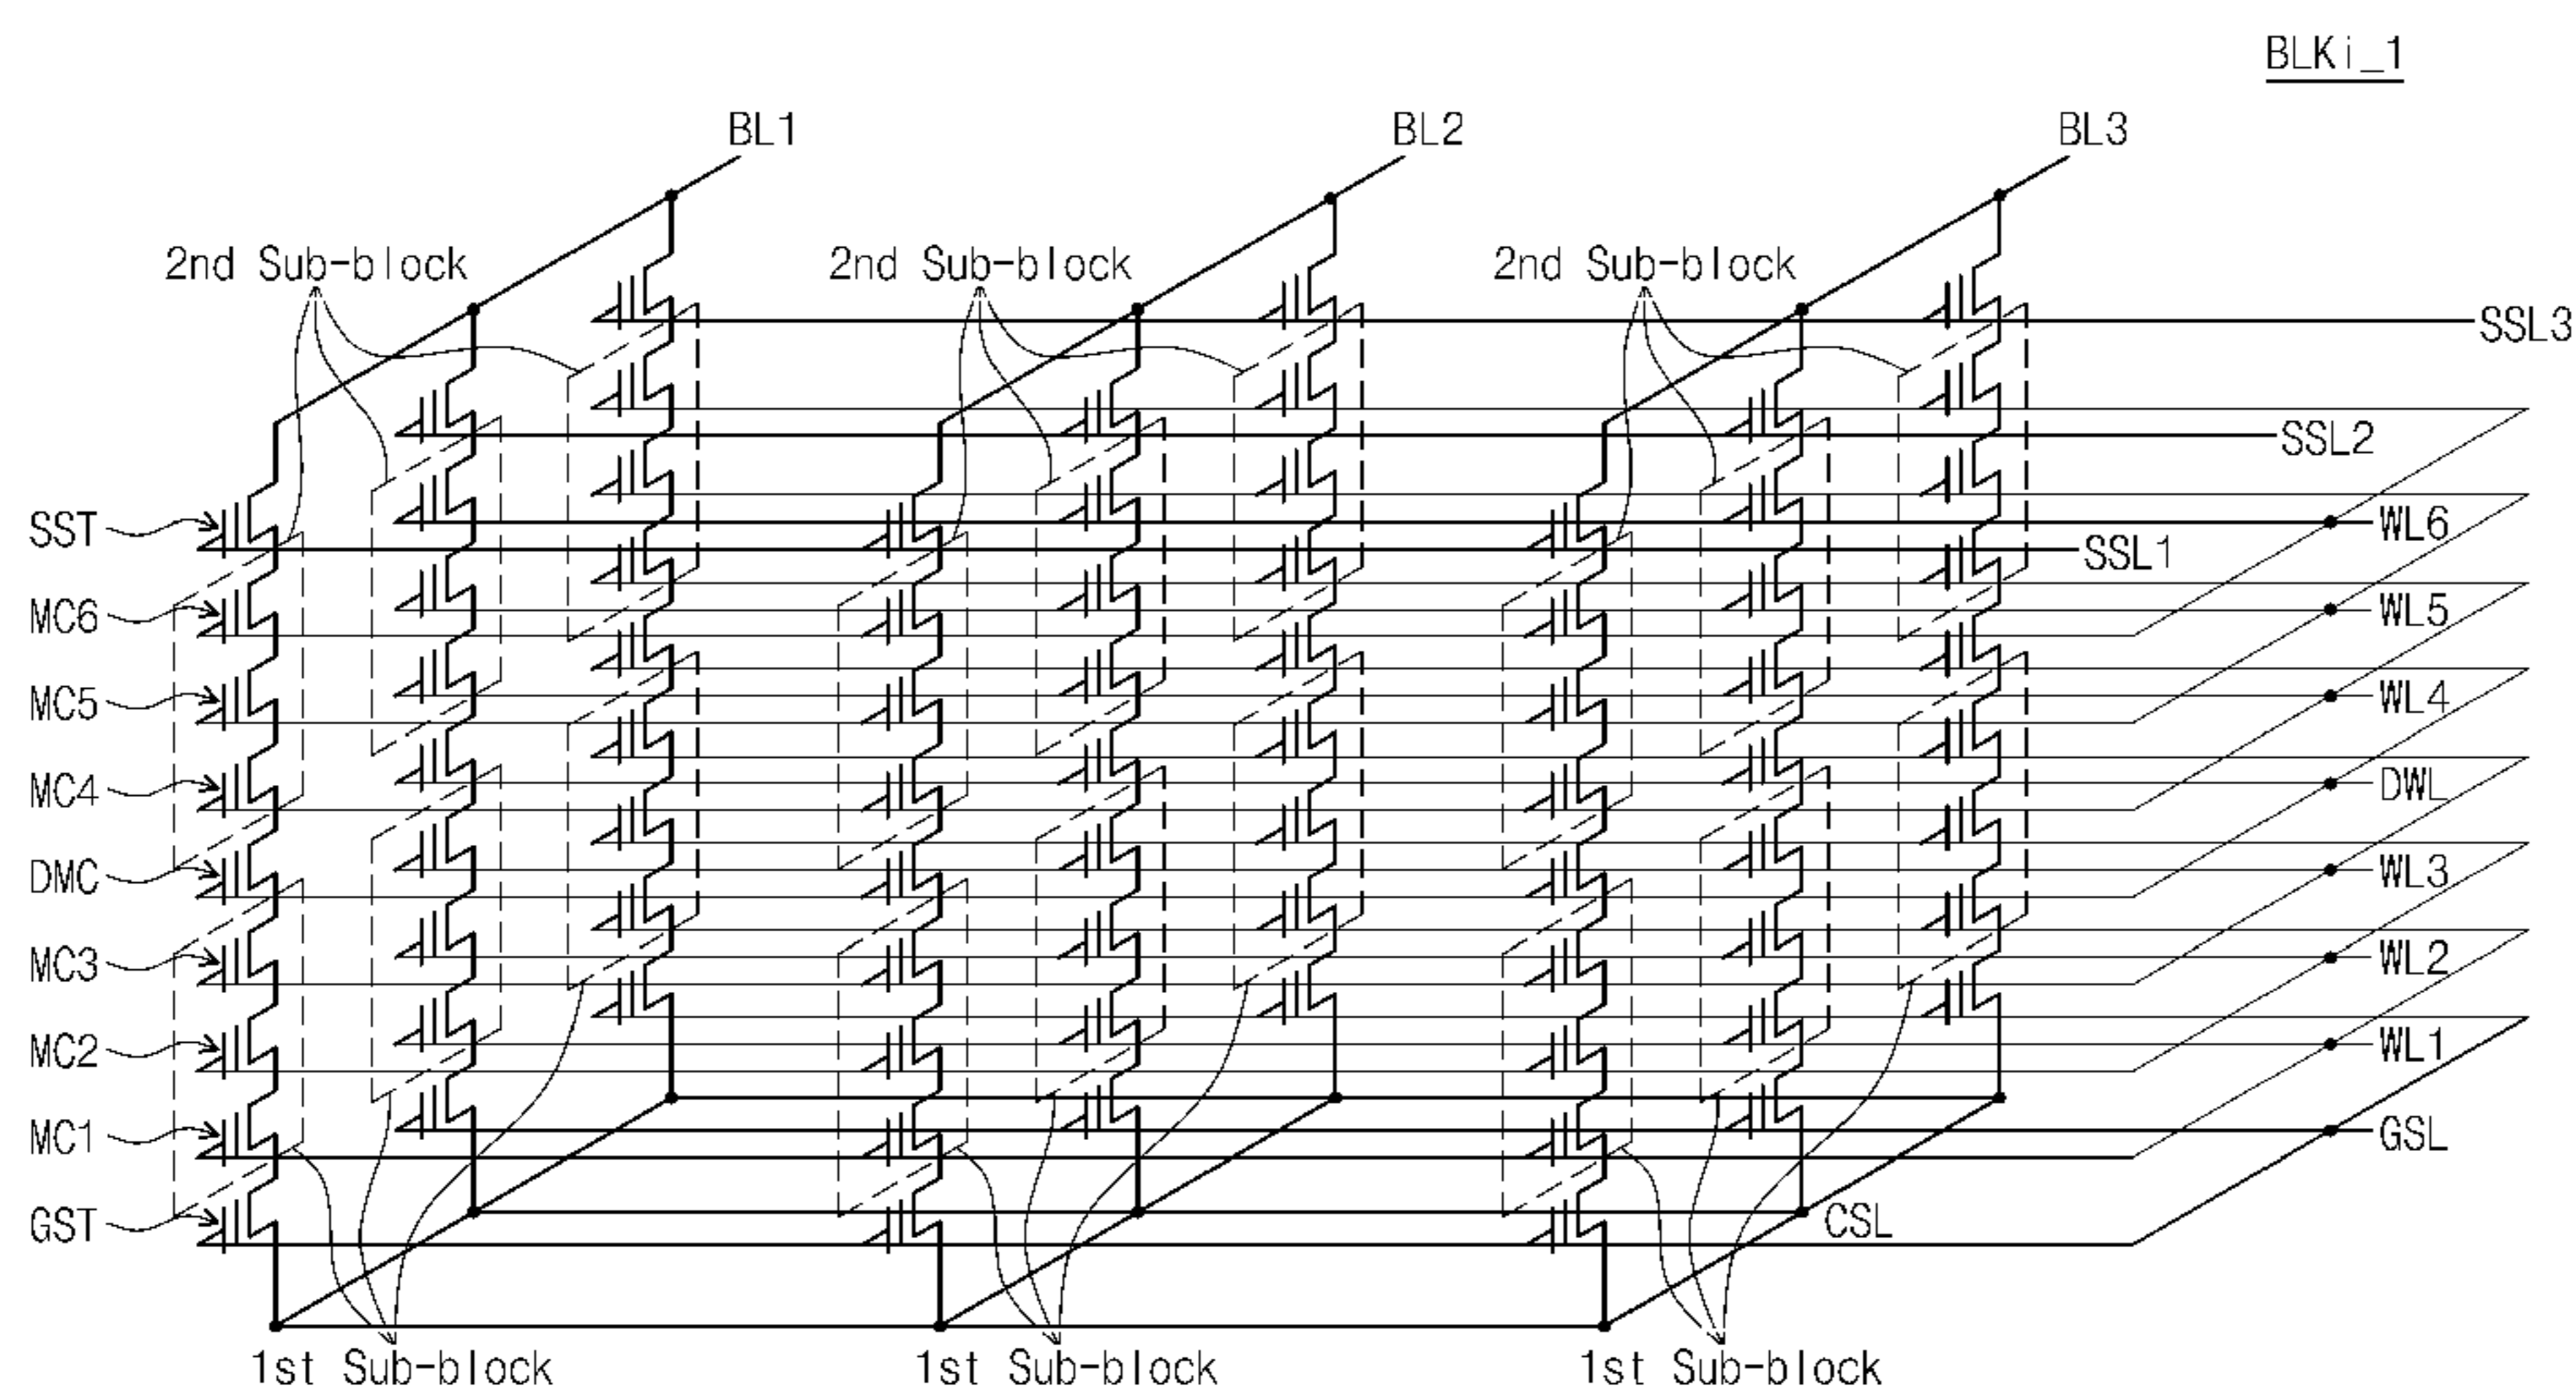 BLKi_1
BL1
BL2
BL3
2nd Sub-block
2nd Sub-block
2nd Sub-block
SSL3
SSL2
SST
WL6
SSL1
MC6
WL5
MC5
WL4
MC4
DWL
DMC
WL3
MC3
WL2
MC2
WL1
MC1
GSL
GST
CSL
1st Sub-block
1st Sub-block
1st Sub-block